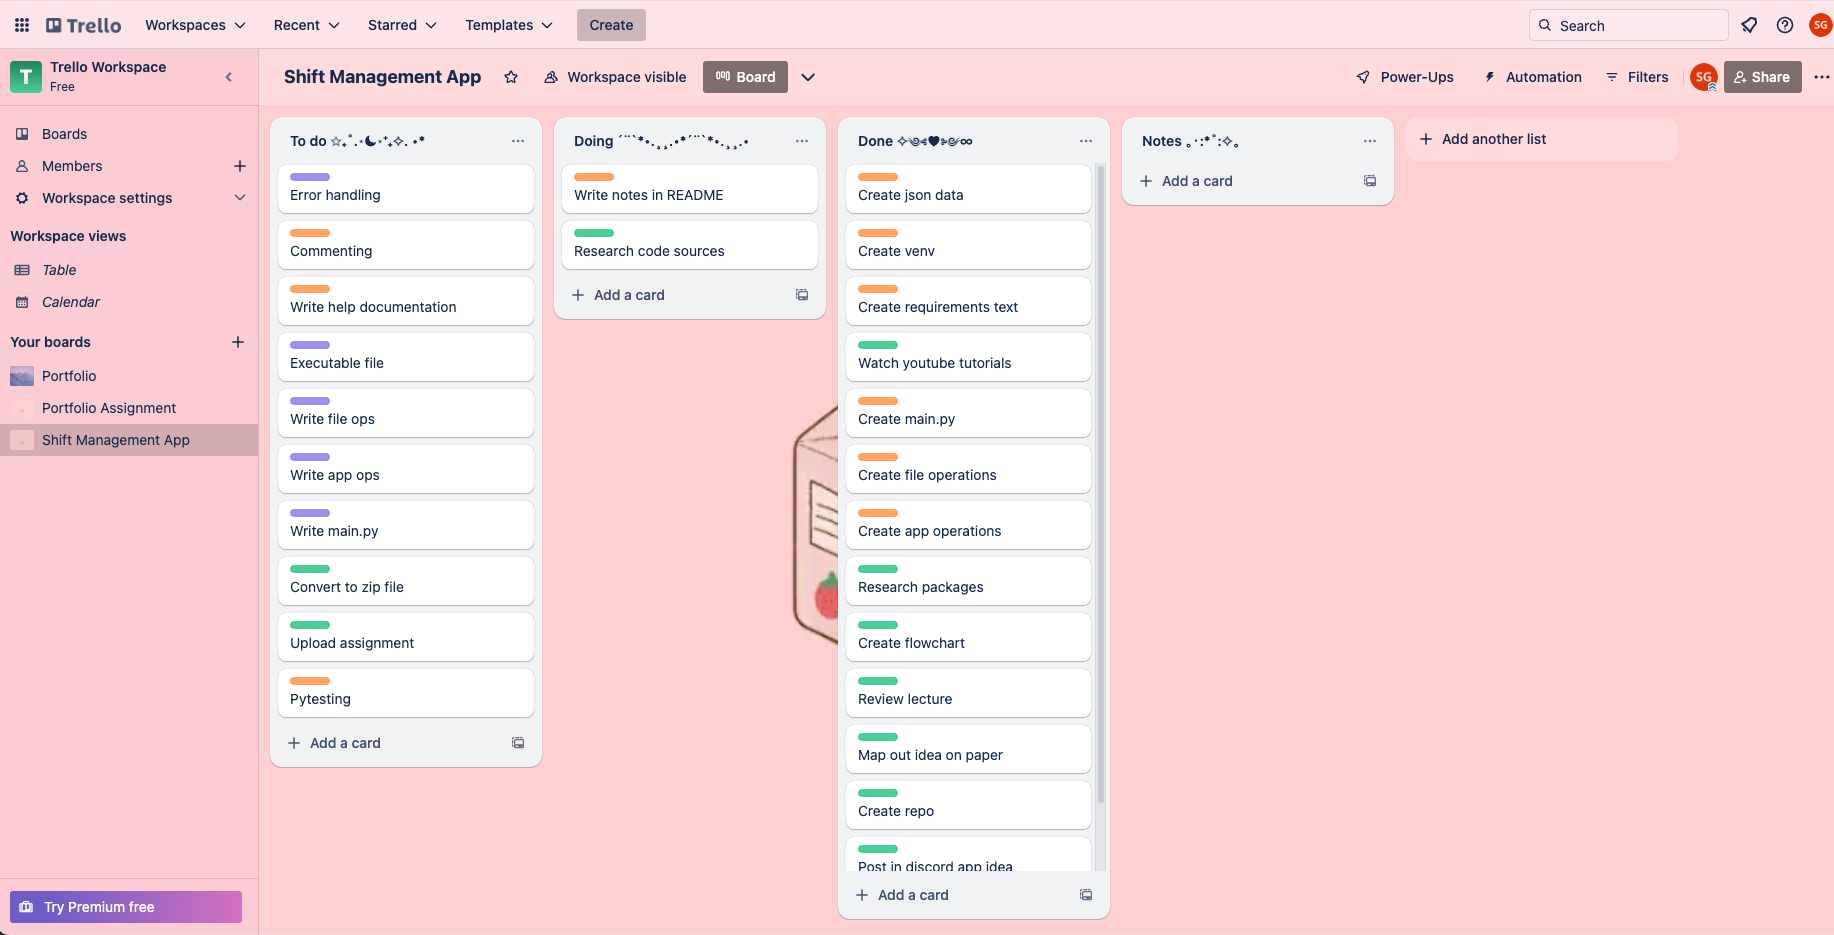 Trello
Workspaces
Recent
Starred
Templates
Create
Search
SG
T
Trello Workspace
Free
Shift Management App
Workspace visible
Board
Power-Ups
Automation
Filters
SG
Share
Boards
Members
Workspace settings
Workspace views
Table
Calendar
Your boards
Portfolio
Portfolio Assignment
Shift Management App
Try Premium free
To do ☆₊˚.⋆☾⋆⁺₊✧. •*
Error handling
Commenting
Write help documentation
Executable file
Write file ops
Write app ops
Write main.py
Convert to zip file
Upload assignment
Pytesting
Add a card
Doing ´¨`*•.¸¸.•*´¨`*•.¸¸.•
Write notes in README
Research code sources
Add a card
Done ✧༺♥༻∞
Create json data
Create venv
Create requirements text
Watch youtube tutorials
Create main.py
Create file operations
Create app operations
Research packages
Create flowchart
Review lecture
Map out idea on paper
Create repo
Post in discord app idea
Add a card
Notes ｡･:*˚:✧｡
Add a card
Add another list